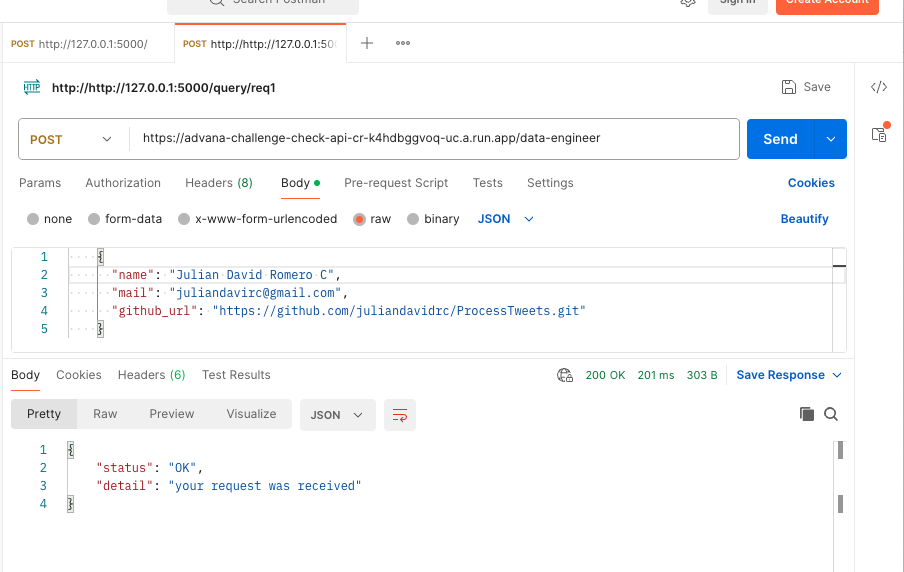 Search Postman
Sign In
Create Account
POST http://127.0.0.1:5000/
POST http://http://127.0.0.1:500
HTTP http://http://127.0.0.1:5000/query/req1
Save
POST
https://advana-challenge-check-api-cr-k4hdbggvoq-uc.a.run.app/data-engineer
Send
Params Authorization Headers (8) Body Pre-request Script Tests Settings Cookies
none form-data x-www-form-urlencoded raw binary JSON Beautify
1 {
2 "name": "Julian David Romero C",
3 "mail": "juliandavirc@gmail.com",
4 "github_url": "https://github.com/juliandavidrc/ProcessTweets.git"
5 }
Body Cookies Headers (6) Test Results 200 OK 201 ms 303 B Save Response
Pretty Raw Preview Visualize JSON
1 {
2 "status": "OK",
3 "detail": "your request was received"
4 }